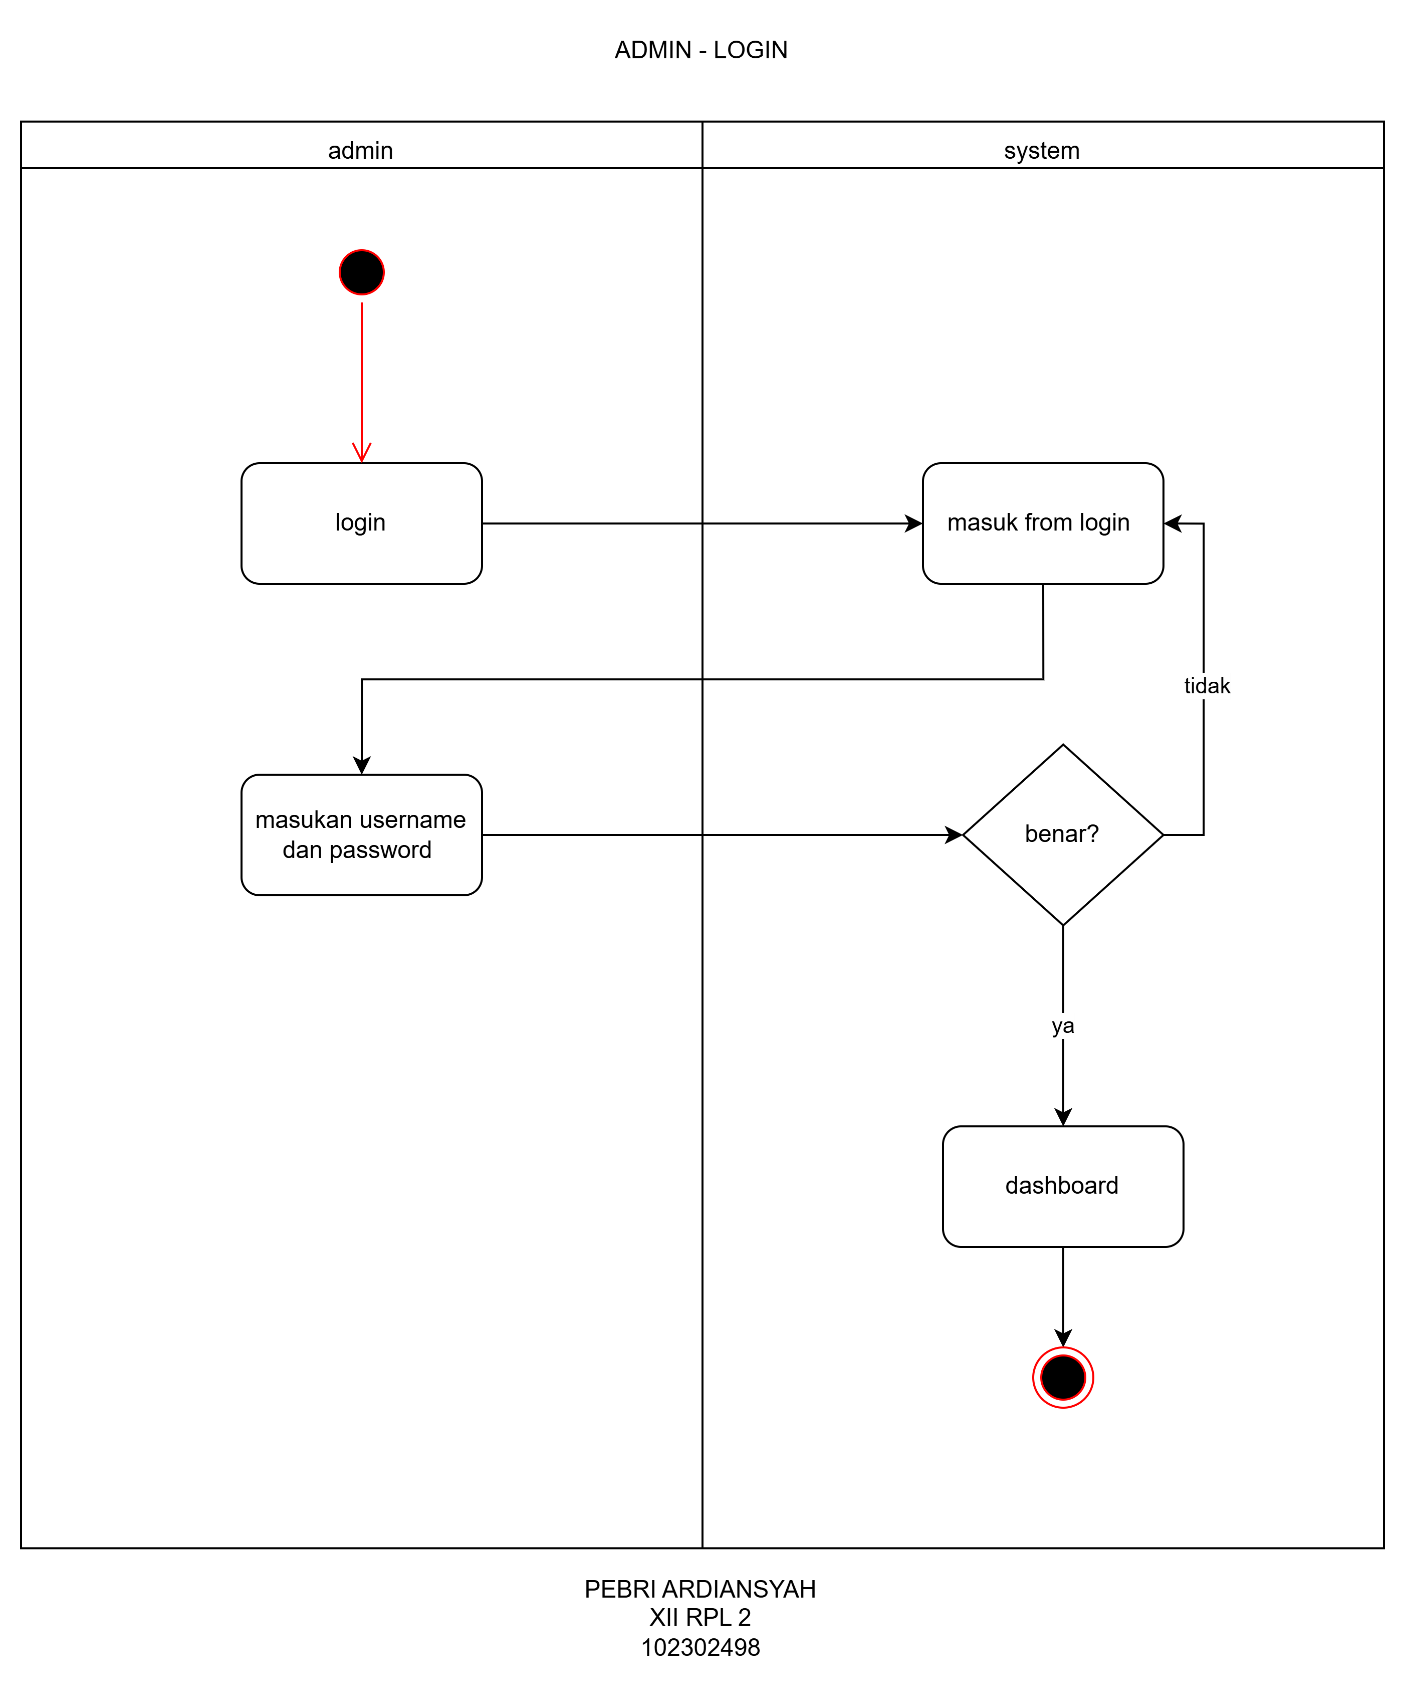 ADMIN - LOGIN
admin
system
login
masuk from login
tidak
masukan username
dan password
benar?
ya
dashboard
PEBRI ARDIANSYAH
XII RPL 2
102302498